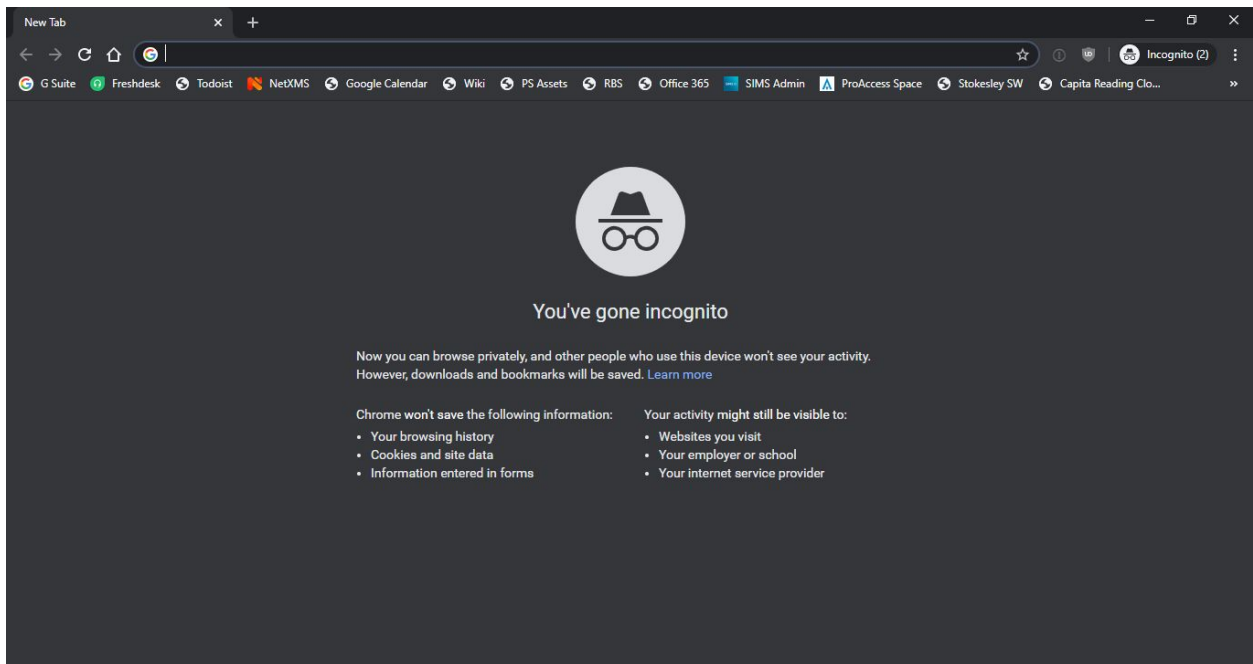 New Tab
Incognito (2)
G Suite Freshdesk Todoist NetXMS Google Calendar Wiki PS Assets RBS Office 365 SIMS Admin ProAccess Space Stokesley SW Capita Reading Clo...
You've gone incognito
Now you can browse privately, and other people who use this device won't see your activity.
However, downloads and bookmarks will be saved. Learn more
Chrome won't save the following information:
• Your browsing history
• Cookies and site data
• Information entered in forms
Your activity might still be visible to:
• Websites you visit
• Your employer or school
• Your internet service provider